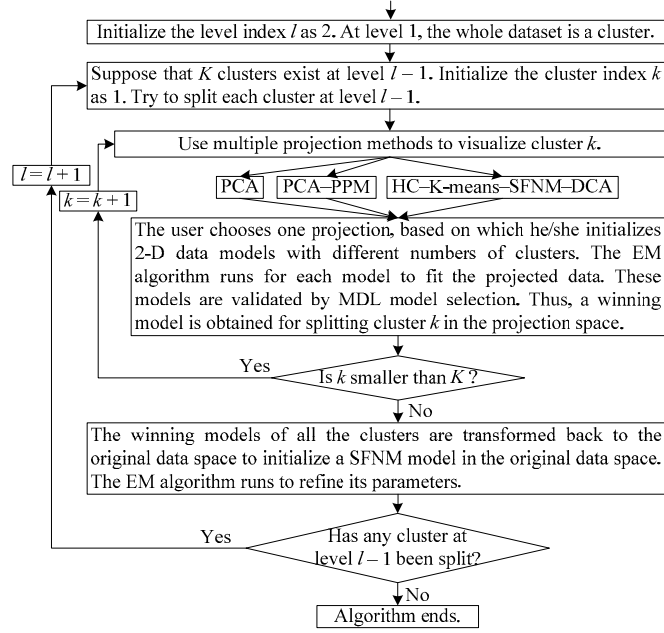 Initialize the level index l as 2. At level 1, the whole dataset is a cluster.
Suppose that K clusters exist at level l – 1. Initialize the cluster index k
as 1. Try to split each cluster at level l – 1.
Use multiple projection methods to visualize cluster k.
l = l + 1
k = k + 1
PCA
PCA–PPM
HC–K-means–SFNM–DCA
The user chooses one projection, based on which he/she initializes
2-D data models with different numbers of clusters. The EM
algorithm runs for each model to fit the projected data. These
models are validated by MDL model selection. Thus, a winning
model is obtained for splitting cluster k in the projection space.
Yes
Is k smaller than K ?
No
The winning models of all the clusters are transformed back to the
original data space to initialize a SFNM model in the original data space.
The EM algorithm runs to refine its parameters.
Yes
Has any cluster at
level l – 1 been split?
No
Algorithm ends.